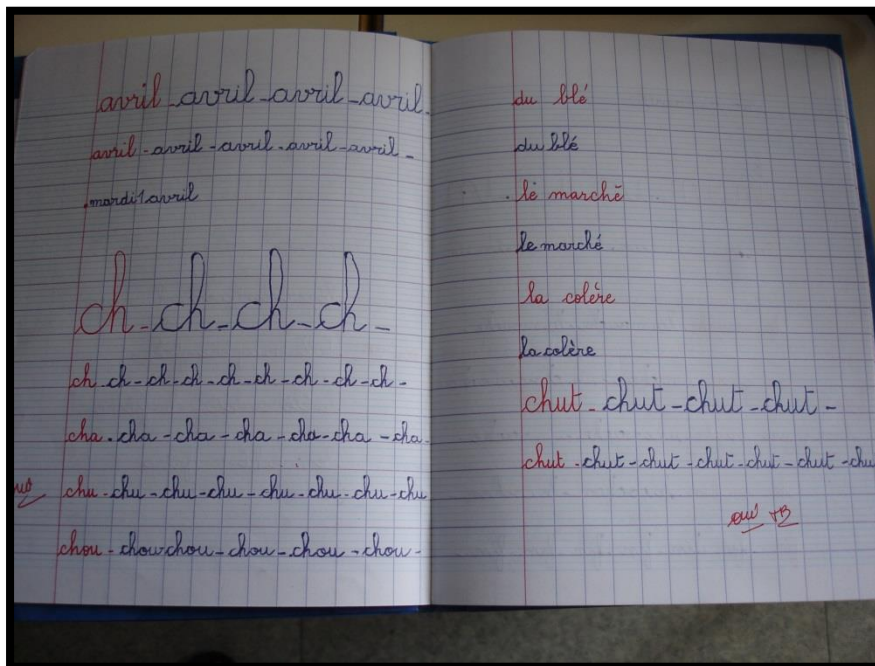 avril - avril - avril - avril -
avril - avril - avril - avril - avril -
mardi 1 avril
ch - ch - ch - ch -
ch - ch - ch - ch - ch - ch - ch - ch - ch -
cha - cha - cha - cha - cha - cha - cha -
chu - chu - chu - chu - chu - chu - chu - chu
chou - chou chou - chou - chou - chou -
du blé
du blé
le marché
le marché
la colère
la colère
chut - chut - chut - chut -
chut - chut - chut - chut - chut - chut - chu
oui TB